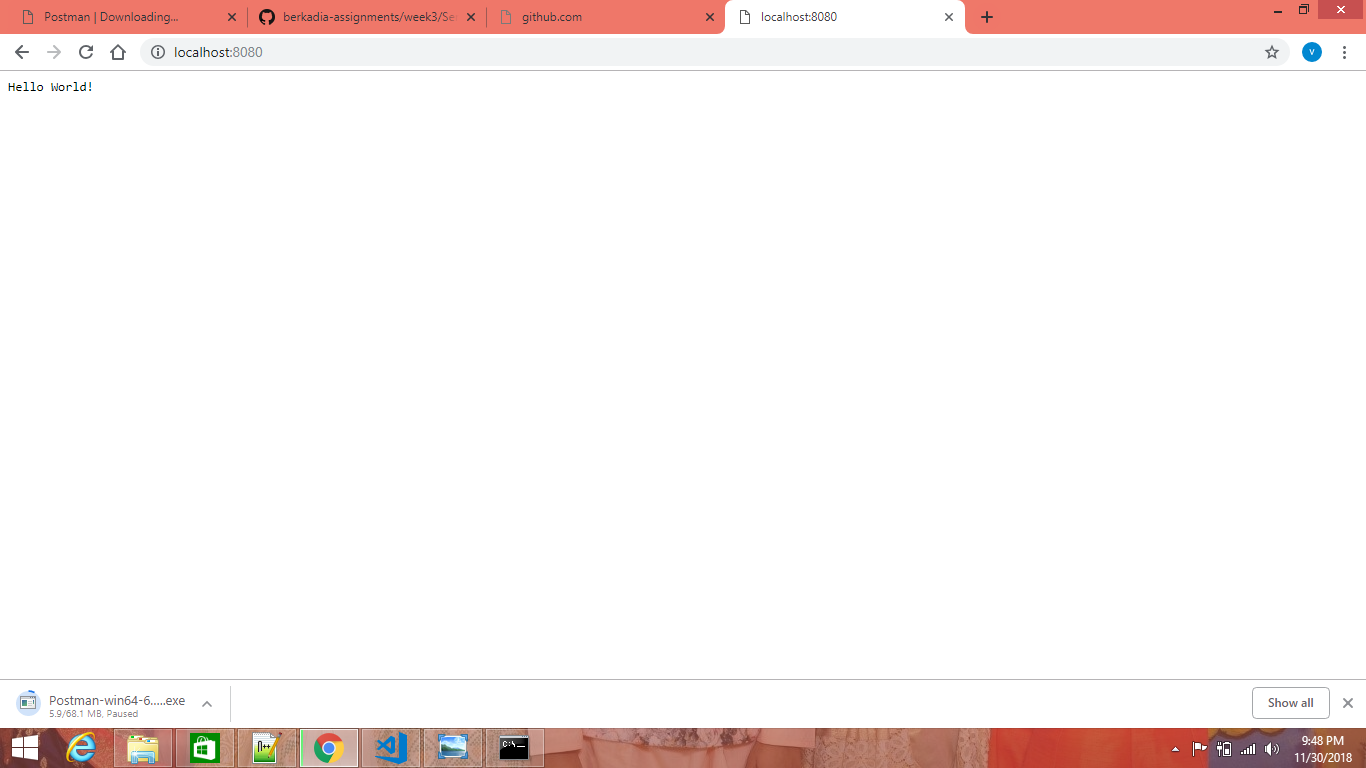 Postman | Downloading...
berkadia-assignments/week3/Se
github.com
localhost:8080
localhost:8080
v
Hello World!
Postman-win64-6.....exe
5.9/68.1 MB, Paused
Show all
9:48 PM
11/30/2018